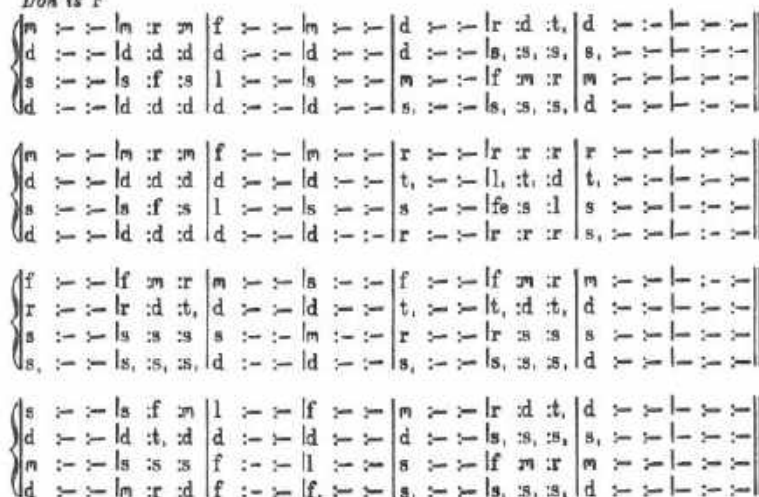 Doh is F
m :– :– |m :r :m |f :– :– |m :– :– |d :– :– |r :d :t, |d :– :– |– :– :–
d :– :– |d :d :d |d :– :– |d :– :– |d :– :– |s, :s, :s, |s, :– :– |– :– :–
s :– :– |s :f :s |l :– :– |s :– :– |m :– :– |f :m :r |m :– :– |– :– :–
d :– :– |d :d :d |d :– :– |d :– :– |s, :– :– |s, :s, :s, |d :– :– |– :– :–
m :– :– |m :r :m |f :– :– |m :– :– |r :– :– |r :r :r |r :– :– |– :– :–
d :– :– |d :d :d |d :– :– |d :– :– |t, :– :– |l, :t, :d |t, :– :– |– :– :–
s :– :– |s :f :s |l :– :– |s :– :– |s :– :– |fe :s :l |s :– :– |– :– :–
d :– :– |d :d :d |d :– :– |d :– :– |r :– :– |r :r :r |s, :– :– |– :– :–
f :– :– |f :m :r |m :– :– |s :– :– |f :– :– |f :m :r |m :– :– |– :– :–
r :– :– |r :d :t, |d :– :– |d :– :– |t, :– :– |t, :d :t, |d :– :– |– :– :–
s :– :– |s :s :s |s :– :– |m :– :– |r :– :– |r :s :s |s :– :– |– :– :–
s, :– :– |s, :s, :s, |d :– :– |d :– :– |s, :– :– |s, :s, :s, |d :– :– |– :– :–
s :– :– |s :f :m |l :– :– |f :– :– |m :– :– |r :d :t, |d :– :– |– :– :–
d :– :– |d :t, :d |d :– :– |d :– :– |d :– :– |s, :s, :s, |s, :– :– |– :– :–
m :– :– |s :s :s |f :– :– |l :– :– |s :– :– |f :m :r |m :– :– |– :– :–
d :– :– |m :r :d |f :– :– |f, :– :– |s, :– :– |s, :s, :s, |d :– :– |– :– :–